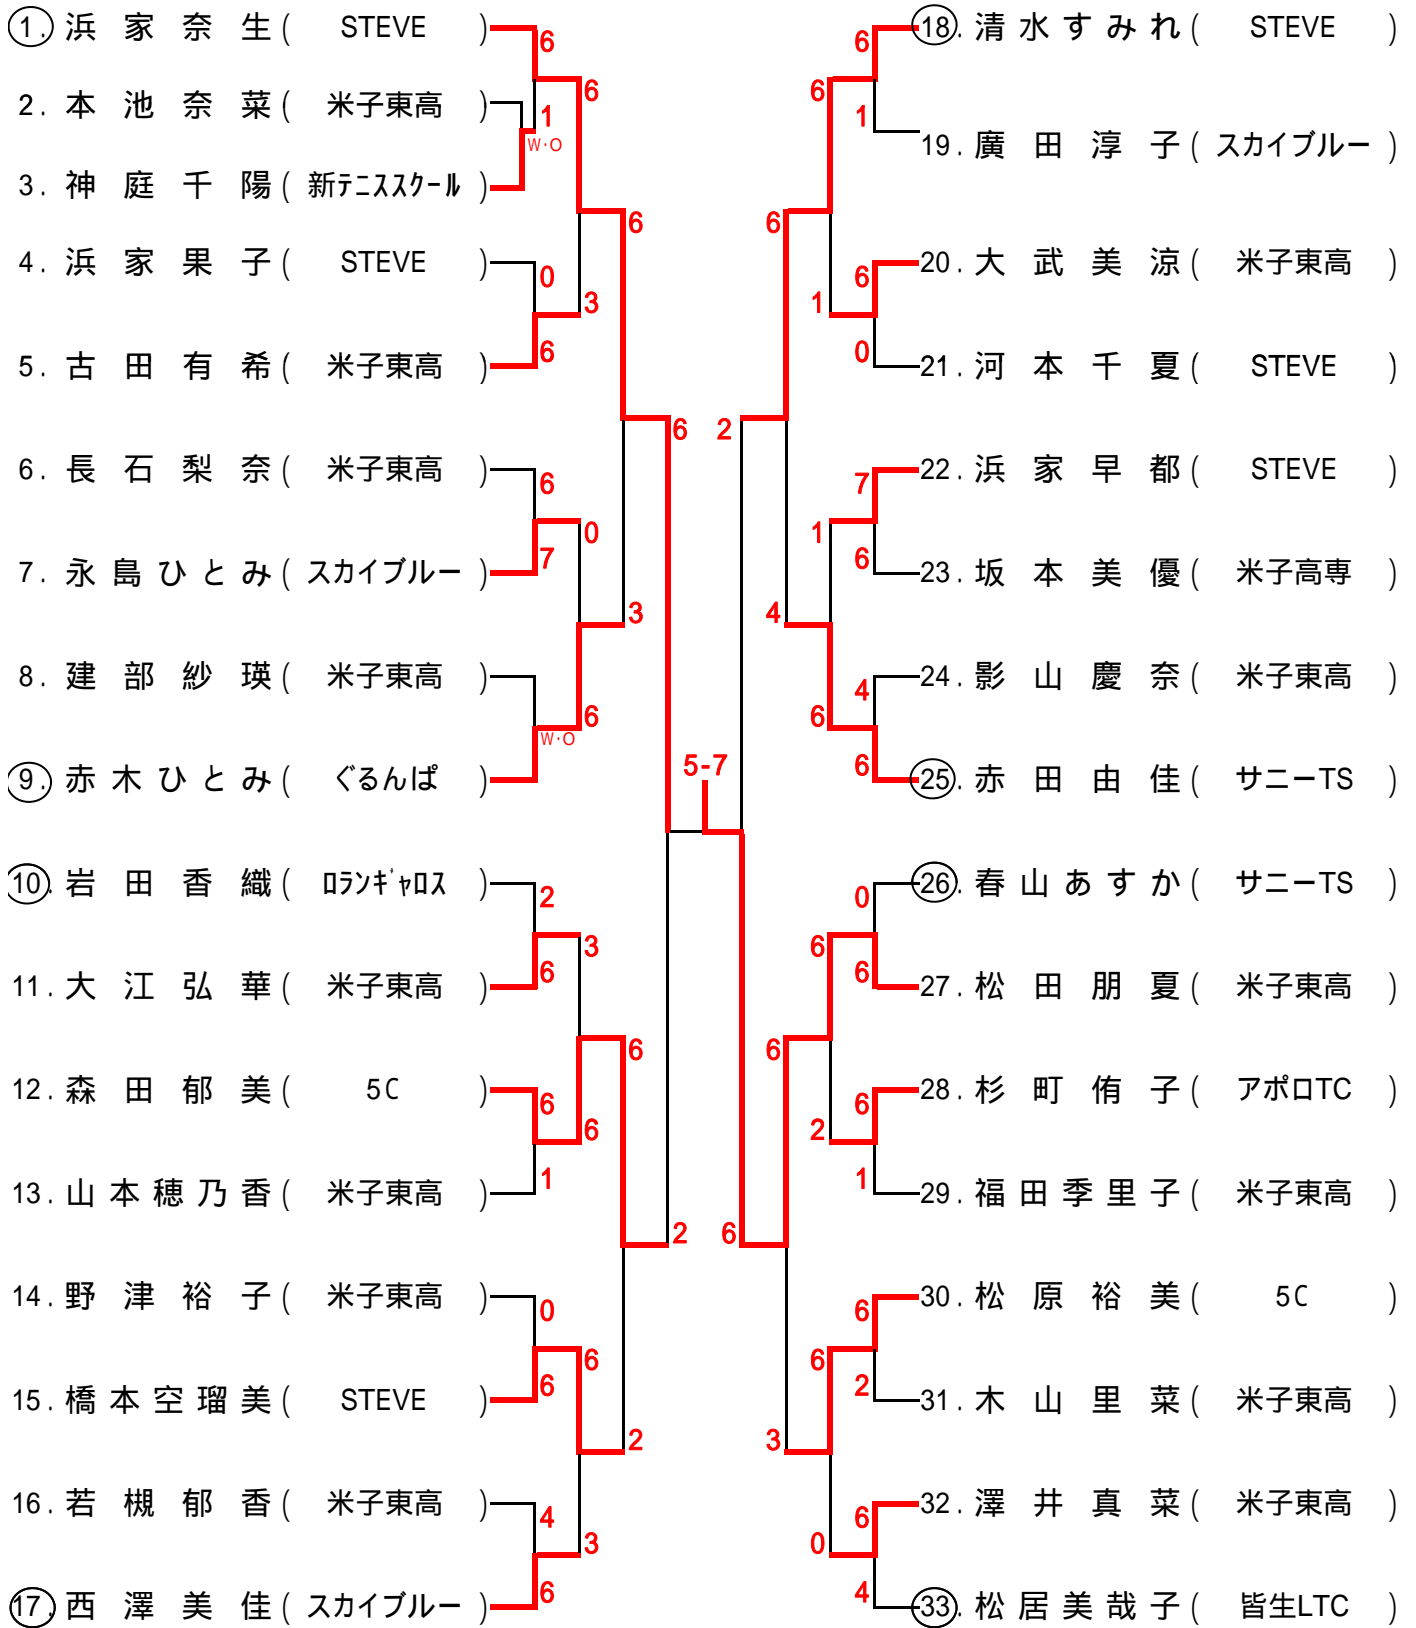 1. 浜家奈生 ( STEVE )
2. 本池奈菜 ( 米子東高 )
3. 神庭千陽 ( 新テニススクール )
4. 浜家果子 ( STEVE )
5. 古田有希 ( 米子東高 )
6. 長石梨奈 ( 米子東高 )
7. 永島ひとみ ( スカイブルー )
8. 建部紗瑛 ( 米子東高 )
9. 赤木ひとみ ( ぐるんぱ )
10. 岩田香織 ( ロランギャロス )
11. 大江弘華 ( 米子東高 )
12. 森田郁美 ( 5C )
13. 山本穂乃香 ( 米子東高 )
14. 野津裕子 ( 米子東高 )
15. 橋本空瑠美 ( STEVE )
16. 若槻郁香 ( 米子東高 )
17. 西澤美佳 ( スカイブルー )
6
1
W·O
0
6
6
7
W·O
2
6
6
1
0
6
4
6
6
3
0
6
3
6
6
3
6
3
6
2
6
2
5-7
2
6
6
4
6
3
6
1
1
6
6
2
6
0
6
1
6
0
7
6
4
6
0
6
6
1
6
2
6
4
18. 清水すみれ ( STEVE )
19. 廣田淳子 ( スカイブルー )
20. 大武美涼 ( 米子東高 )
21. 河本千夏 ( STEVE )
22. 浜家早都 ( STEVE )
23. 坂本美優 ( 米子高専 )
24. 影山慶奈 ( 米子東高 )
25. 赤田由佳 ( サニーTS )
26. 春山あすか ( サニーTS )
27. 松田朋夏 ( 米子東高 )
28. 杉町侑子 ( アポロTC )
29. 福田季里子 ( 米子東高 )
30. 松原裕美 ( 5C )
31. 木山里菜 ( 米子東高 )
32. 澤井真菜 ( 米子東高 )
33. 松居美哉子 ( 皆生LTC )